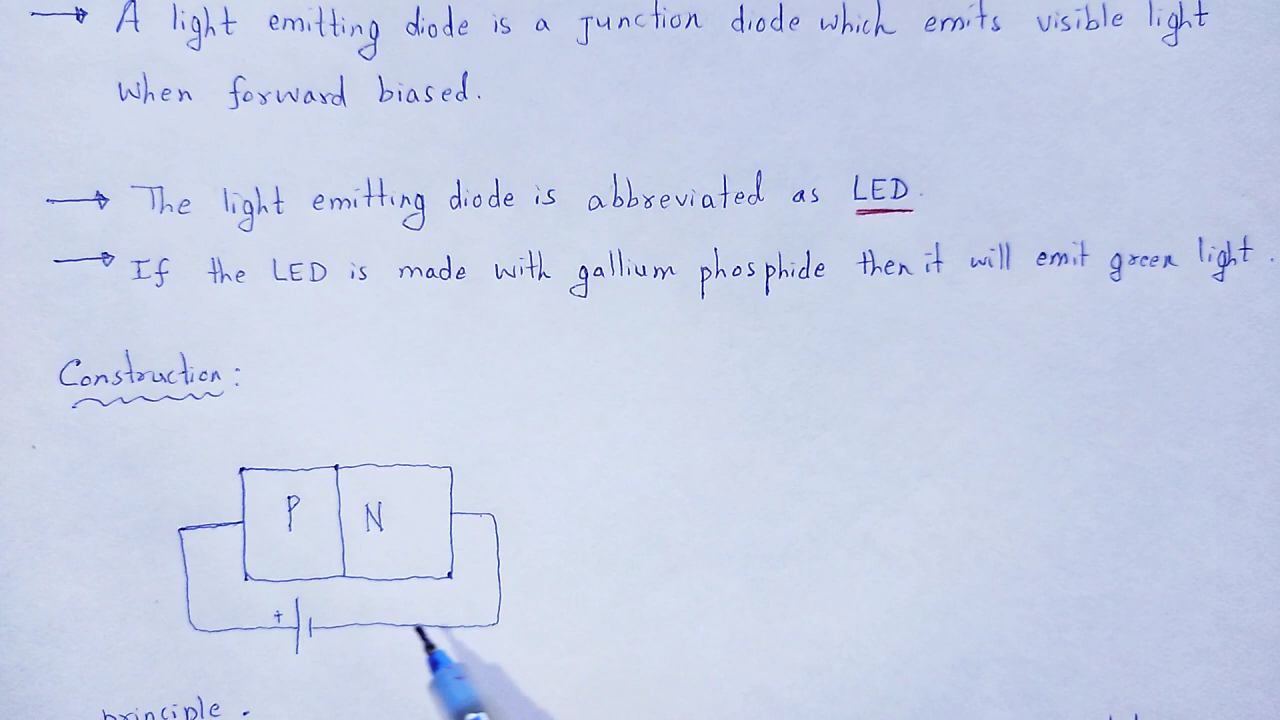 → A light emitting diode is a junction diode which emits visible light
when forward biased.
→ The light emitting diode is abbreviated as LED.
→ If the LED is made with gallium phosphide then it will emit green light.
Construction:
P N
+
principle.